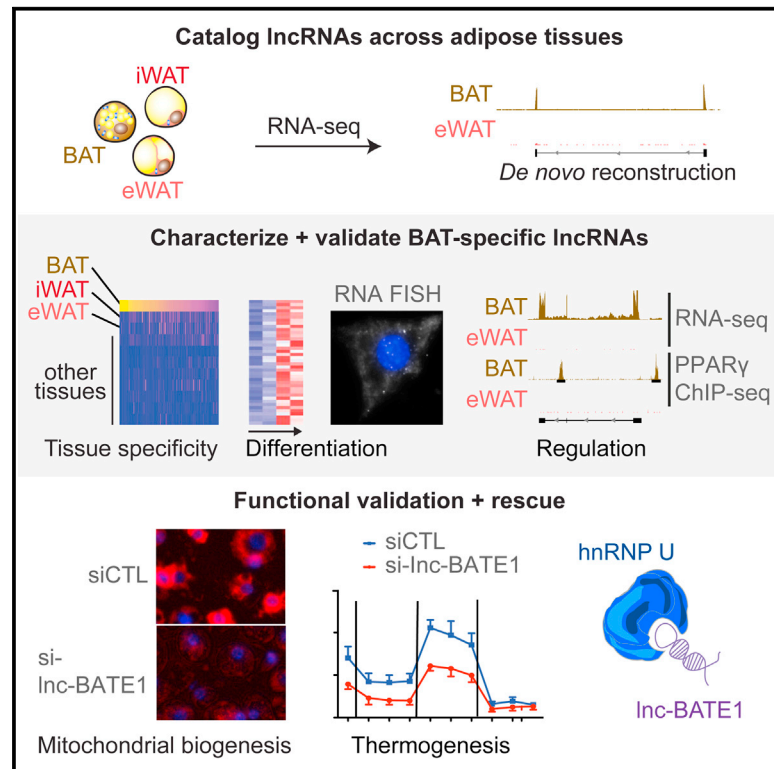 Catalog lncRNAs across adipose tissues
iWAT
BAT
eWAT
RNA-seq
BAT
eWAT
De novo reconstruction
Characterize + validate BAT-specific lncRNAs
BAT
iWAT
eWAT
other
tissues
Tissue specificity
Differentiation
RNA FISH
BAT
eWAT
RNA-seq
BAT
eWAT
PPARγ
ChIP-seq
Regulation
Functional validation + rescue
siCTL
si-
lnc-BATE1
Mitochondrial biogenesis
siCTL
si-lnc-BATE1
Thermogenesis
hnRNP U
lnc-BATE1